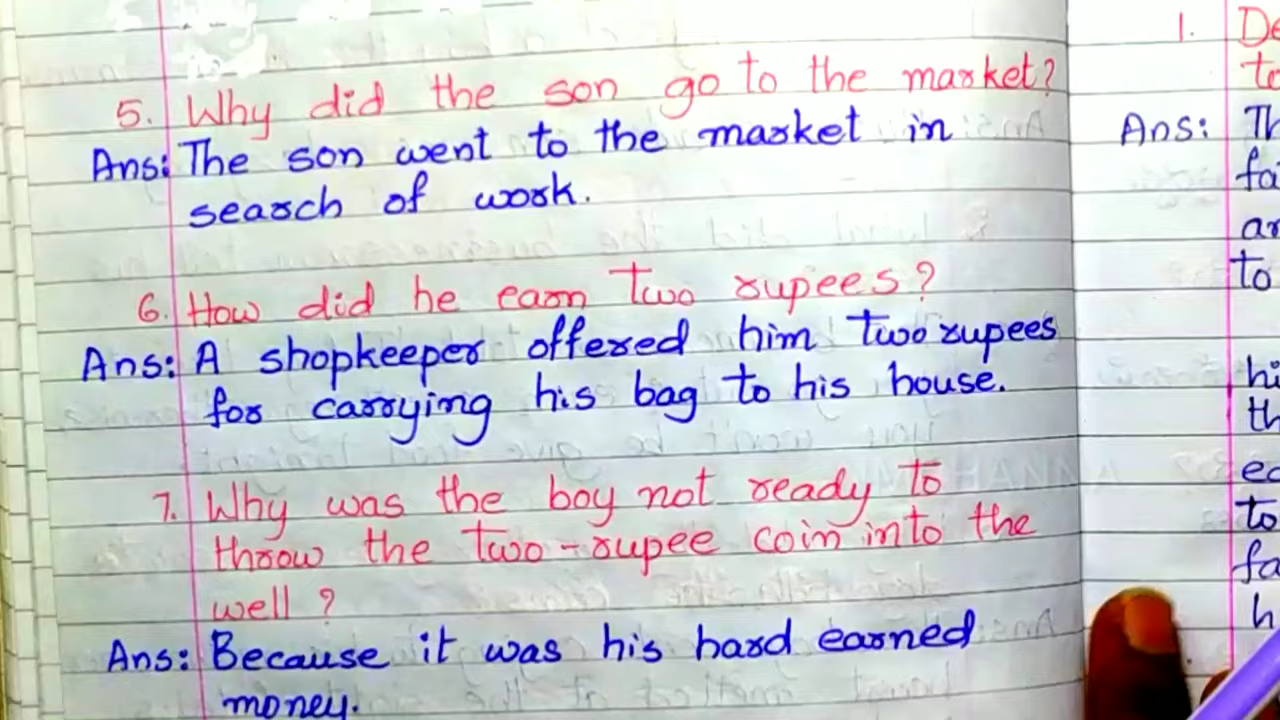 5. Why did the son go to the market?
Ans: The son went to the market in
search of work.
6. How did he earn Two rupees?
Ans: A shopkeeper offered him Two rupees
for carrying his bag to his house.
7. Why was the boy not ready to
throw the two-rupee coin into the
well?
Ans: Because it was his hard earned
money.
1.
Ans:
to
to